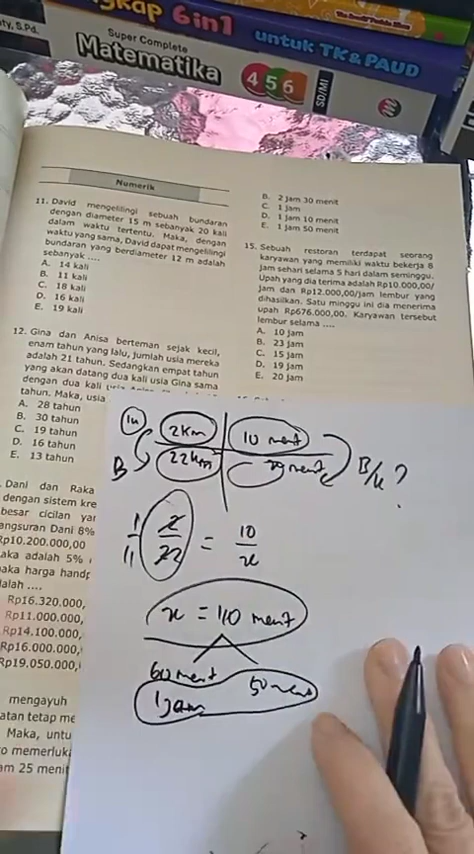 ty, S.Pd.
gkap 6in1
untuk TK & PAUD
Super Complete
Matematika
4 5 6
SD/MI
Numerik
11. David mengelilingi sebuah bundaran
dengan diameter 15 m sebanyak 20 kali
dalam waktu tertentu. Maka, dengan
waktu yang sama, David dapat mengelilingi
bundaran yang berdiameter 12 m adalah
sebanyak ....
A. 14 kali
B. 11 kali
C. 18 kali
D. 16 kali
E. 19 kali
12. Gina dan Anisa berteman sejak kecil,
enam tahun yang lalu, jumlah usia mereka
adalah 21 tahun. Sedangkan empat tahun
yang akan datang dua kali usia Gina sama
dengan dua kali
tahun. Maka, usia
A. 28 tahun
B. 30 tahun
C. 19 tahun
D. 16 tahun
E. 13 tahun
Dani dan Raka
dengan sistem kre
besar cicilan yar
angsuran Dani 8%
Rp10.200.000,00
aka adalah 5%
aka harga handp
alah ....
Rp16.320.000,
Rp11.000.000,
Rp14.100.000,
Rp16.000.000,
Rp19.050.000,
mengayuh
atan tetap me
Maka, untu
o memerluk
am 25 menit
B. 2 jam 30 menit
C. 1 jam
D. 1 jam 10 menit
E. 1 jam 50 menit
15. Sebuah restoran terdapat seorang
karyawan yang memiliki waktu bekerja 8
jam sehari selama 5 hari dalam seminggu.
Upah yang dia terima adalah Rp10.000,00/
jam dan Rp12.000,00/jam lembur yang
dihasilkan. Satu minggu ini dia menerima
upah Rp676.000,00. Karyawan tersebut
lembur selama ....
A. 10 jam
B. 23 jam
C. 15 jam
D. 19 jam
E. 20 jam
14 2km 10 menit
B 22km B/k ?
1/11 2/22 = 10/x
x = 110 menit
60 menit 50 menit
1 jam